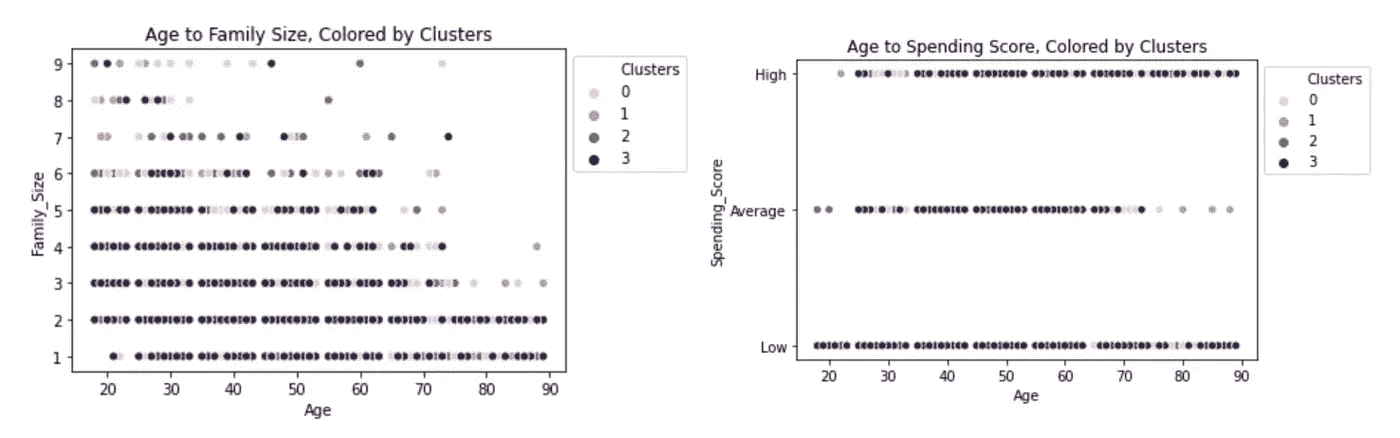 Age to Family Size, Colored by Clusters
Family_Size
9
8
7
6
5
4
3
2
1
20 30 40 50 60 70 80 90
Age
Clusters
0
1
2
3
Age to Spending Score, Colored by Clusters
Spending_Score
High
Average
Low
20 30 40 50 60 70 80 90
Age
Clusters
0
1
2
3